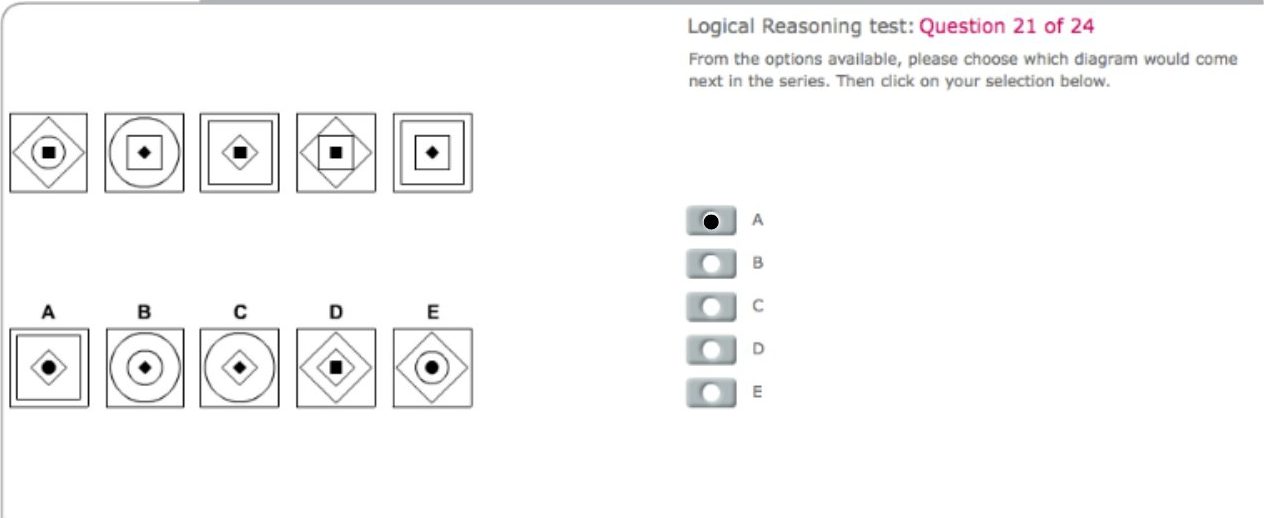 Logical Reasoning test: Question 21 of 24
From the options available, please choose which diagram would come
next in the series. Then click on your selection below.
A
B
C
D
E
A B C D E